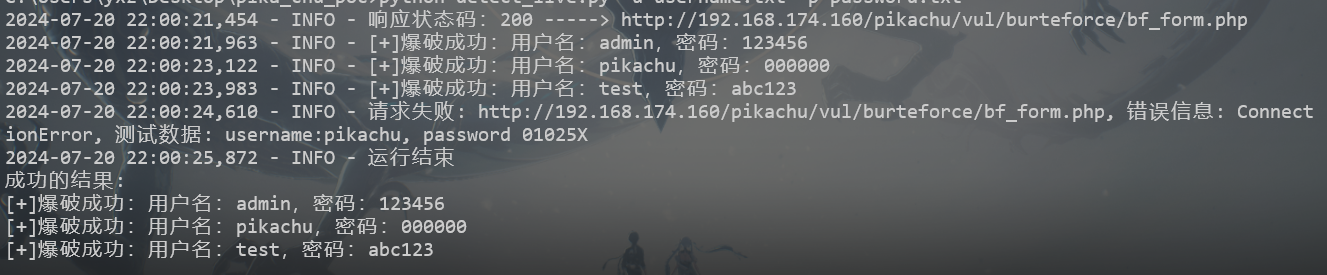 2024-07-20 22:00:21,454 - INFO - 响应状态码: 200 -----> http://192.168.174.160/pikachu/vul/burteforce/bf_form.php
2024-07-20 22:00:21,963 - INFO - [+]爆破成功: 用户名: admin, 密码: 123456
2024-07-20 22:00:23,122 - INFO - [+]爆破成功: 用户名: pikachu, 密码: 000000
2024-07-20 22:00:23,983 - INFO - [+]爆破成功: 用户名: test, 密码: abc123
2024-07-20 22:00:24,610 - INFO - 请求失败: http://192.168.174.160/pikachu/vul/burteforce/bf_form.php, 错误信息: Connect
ionError, 测试数据: username:pikachu, password 01025X
2024-07-20 22:00:25,872 - INFO - 运行结束
成功的结果:
[+]爆破成功: 用户名: admin, 密码: 123456
[+]爆破成功: 用户名: pikachu, 密码: 000000
[+]爆破成功: 用户名: test, 密码: abc123